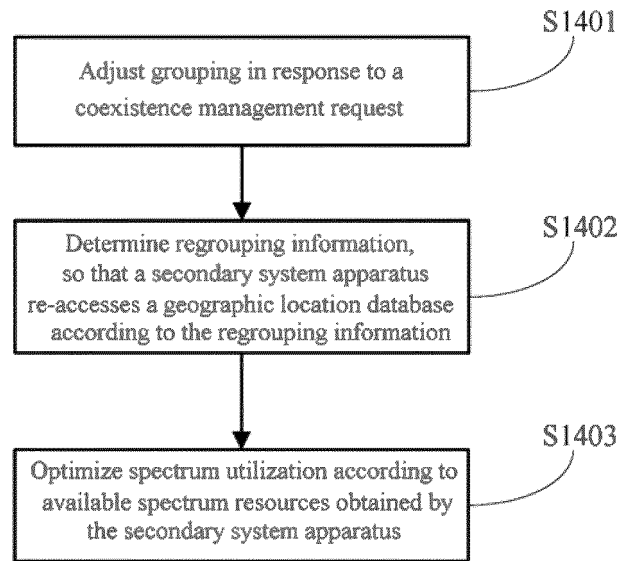 S1401
Adjust grouping in response to a
coexistence management request
S1402
Determine regrouping information,
so that a secondary system apparatus
re-accesses a geographic location database
according to the regrouping information
S1403
Optimize spectrum utilization according to
available spectrum resources obtained by
the secondary system apparatus